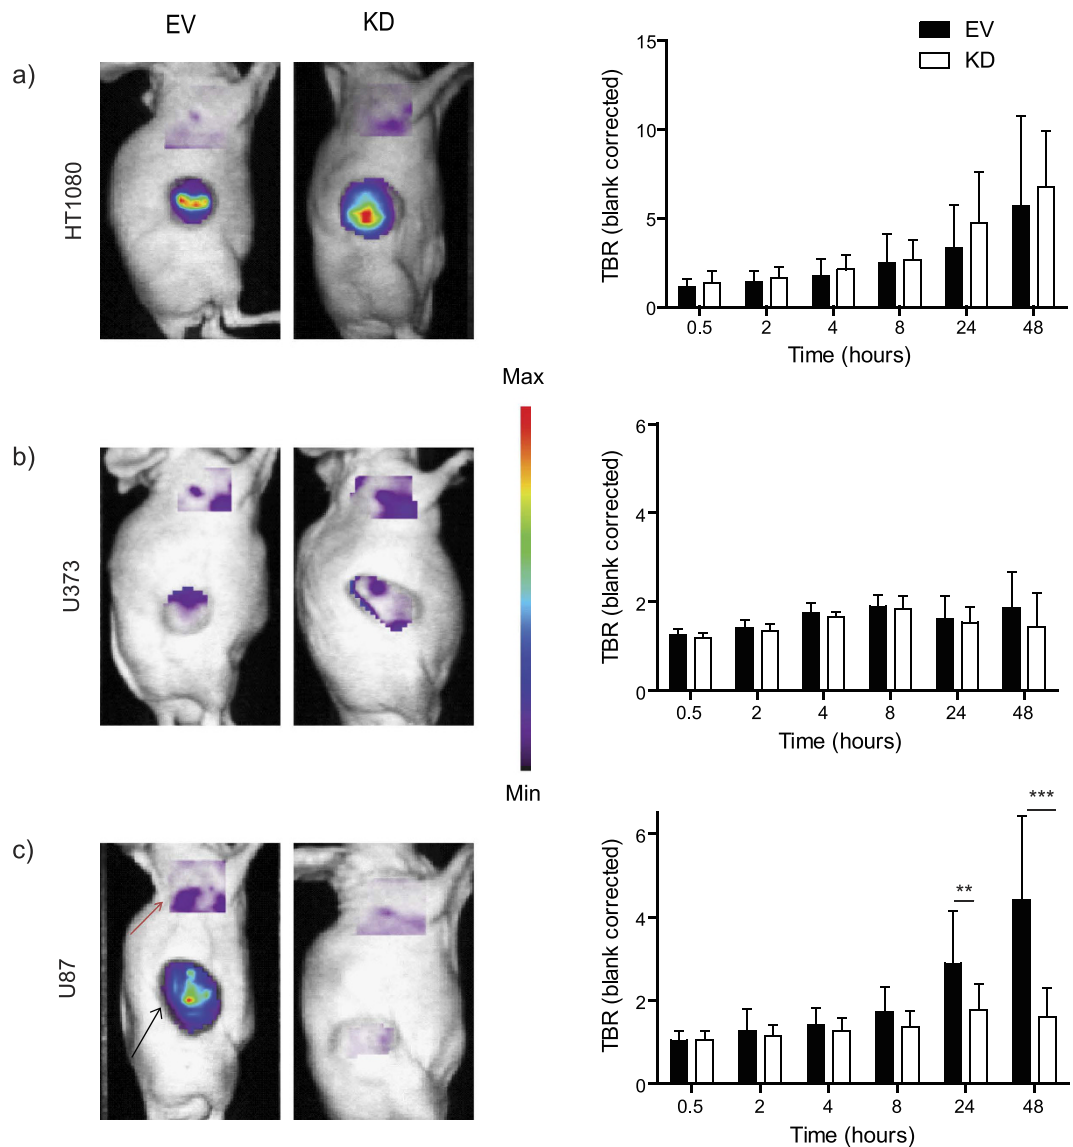 EV
KD
a)
HT1080
15
10
5
0
TBR (blank corrected)
EV
KD
0.5 2 4 8 24 48
Time (hours)
Max
Min
b)
U373
6
4
2
0
TBR (blank corrected)
0.5 2 4 8 24 48
Time (hours)
c)
U87
6
4
2
0
TBR (blank corrected)
**
***
0.5 2 4 8 24 48
Time (hours)